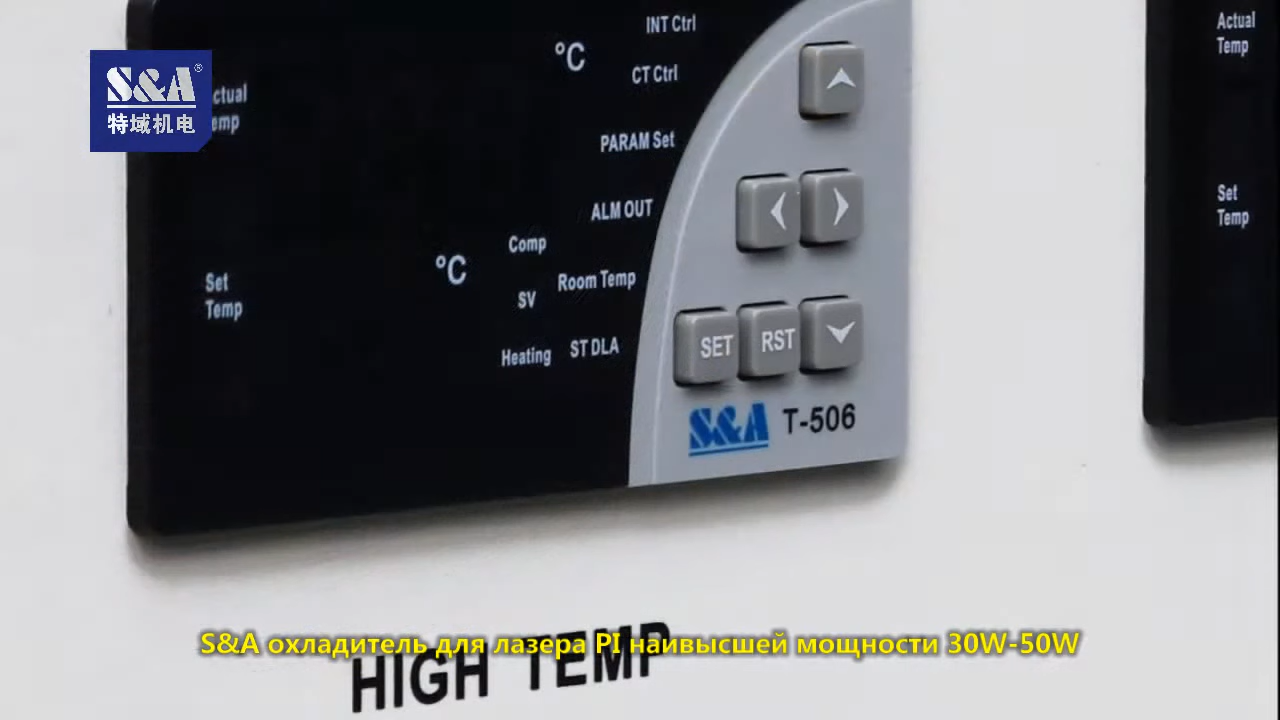 S&A®
特域机电
ctual
emp
°C
INT Ctrl
CT Ctrl
PARAM Set
ALM OUT
Set
Temp
°C
Comp
SV
Heating
Room Temp
ST DLA
SET
RST
S&A T-506
Actual
Temp
Set
Temp
HIGH TEMP
S&A охладитель для лазера PI наивысшей мощности 30W-50W